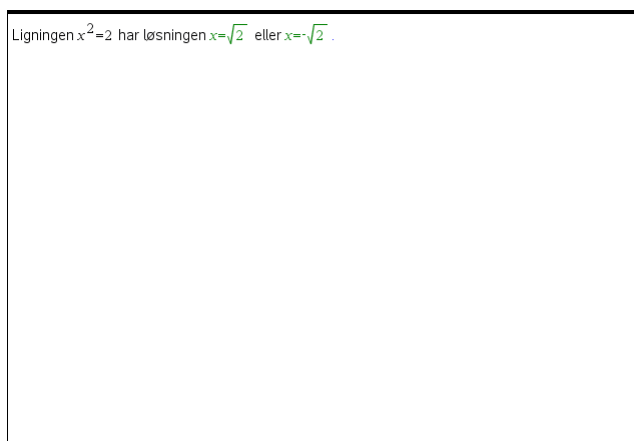 Ligningen x²=2 har løsningen x=√2 eller x=-√2 .